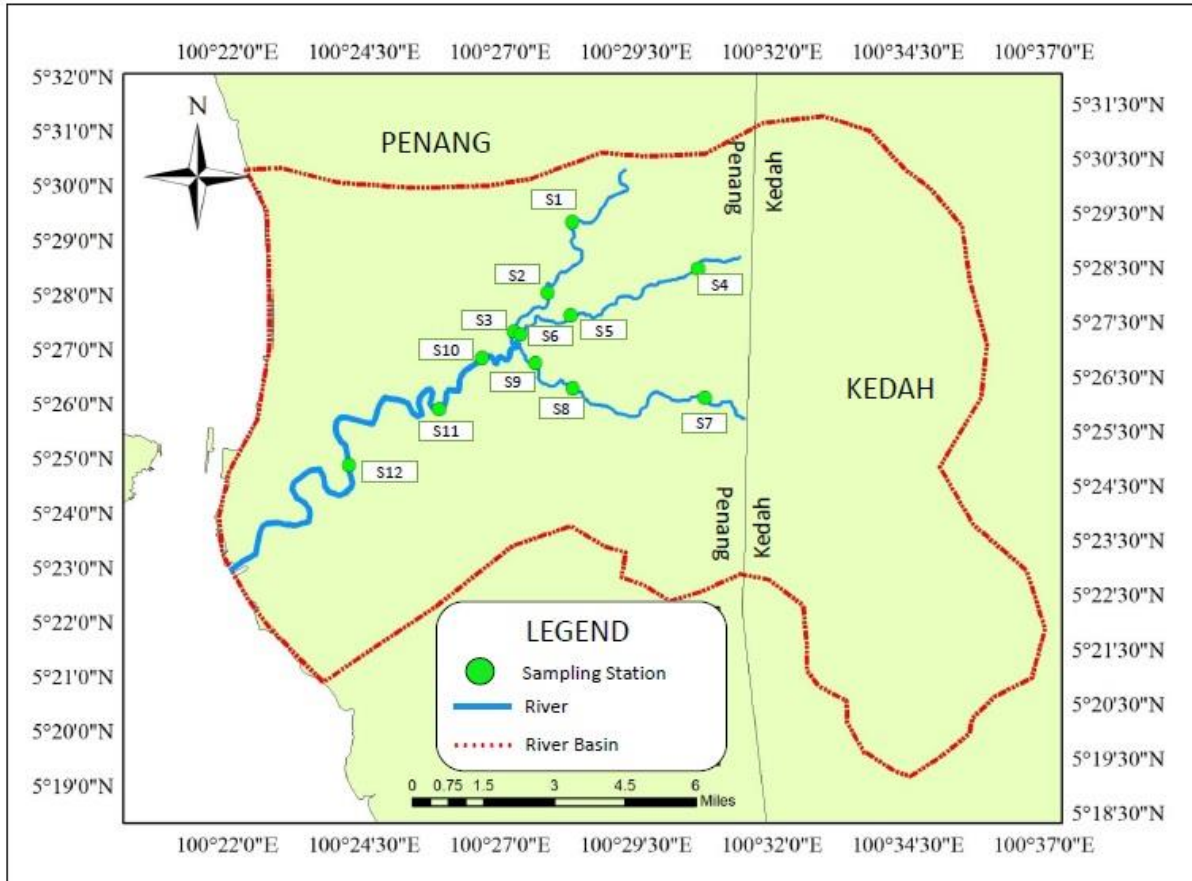 100°22'0"E 100°24'30"E 100°27'0"E 100°29'30"E 100°32'0"E 100°34'30"E 100°37'0"E
5°32'0"N
5°31'30"N
N
5°31'0"N
PENANG
Penang
Kedah
5°30'30"N
5°30'0"N
S1
5°29'30"N
5°29'0"N
S2
S4
5°28'30"N
5°28'0"N
S3
S6
S5
5°27'30"N
5°27'0"N
S10
S9
S8
S7
KEDAH
5°26'30"N
5°26'0"N
S11
5°25'30"N
5°25'0"N
S12
Penang
Kedah
5°24'30"N
5°24'0"N
5°23'30"N
5°23'0"N
5°22'30"N
5°22'0"N
LEGEND
Sampling Station
River
River Basin
5°21'30"N
5°21'0"N
5°20'30"N
5°20'0"N
5°19'30"N
5°19'0"N
0 0.75 1.5 3 4.5 6
Miles
5°18'30"N
100°22'0"E 100°24'30"E 100°27'0"E 100°29'30"E 100°32'0"E 100°34'30"E 100°37'0"E